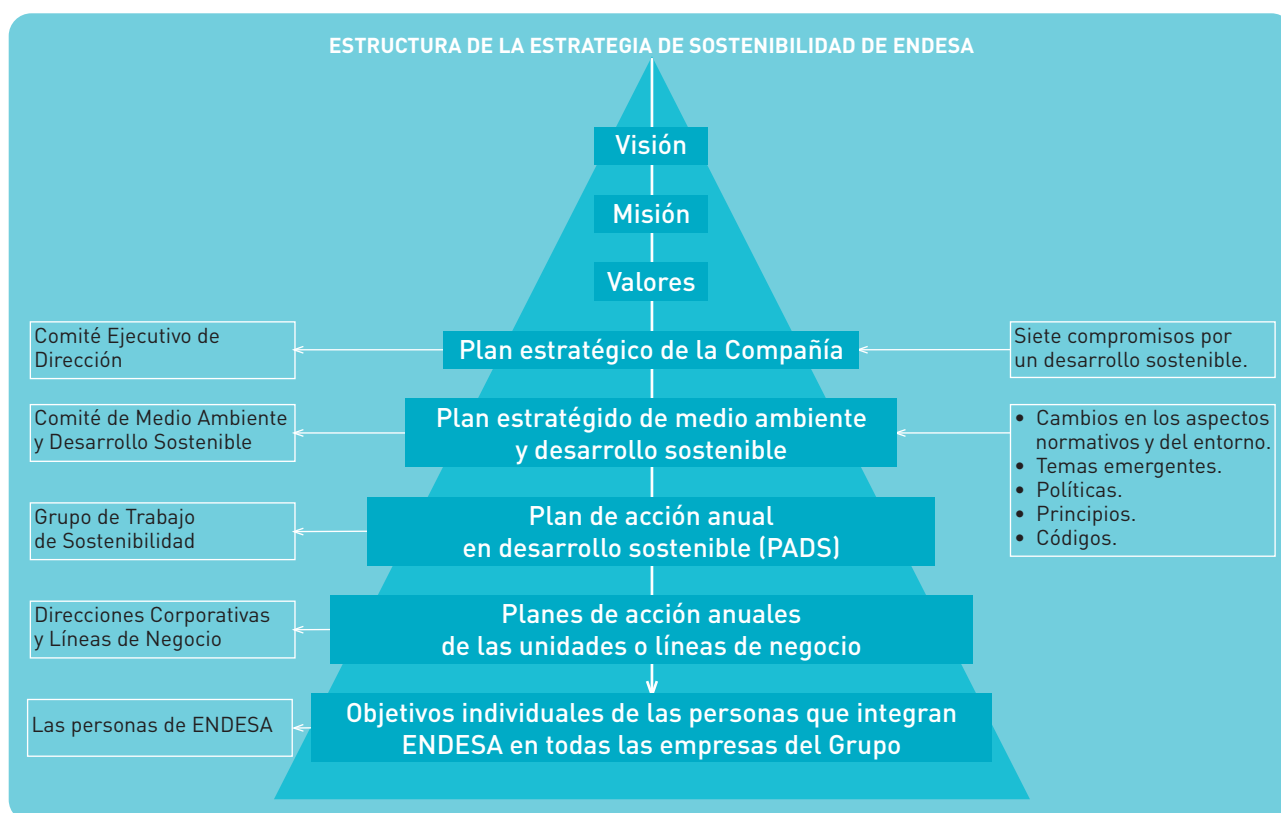 ESTRUCTURA DE LA ESTRATEGIA DE SOSTENIBILIDAD DE ENDESA
Visión
Misión
Valores
Comité Ejecutivo de
Dirección
Plan estratégico de la Compañía
Siete compromisos por
un desarrollo sostenible.
Comité de Medio Ambiente
y Desarrollo Sostenible
Plan estratégido de medio ambiente
y desarrollo sostenible
• Cambios en los aspectos
normativos y del entorno.
• Temas emergentes.
• Políticas.
• Principios.
• Códigos.
Grupo de Trabajo
de Sostenibilidad
Plan de acción anual
en desarrollo sostenible (PADS)
Direcciones Corporativas
y Líneas de Negocio
Planes de acción anuales
de las unidades o líneas de negocio
Las personas de ENDESA
Objetivos individuales de las personas que integran
ENDESA en todas las empresas del Grupo